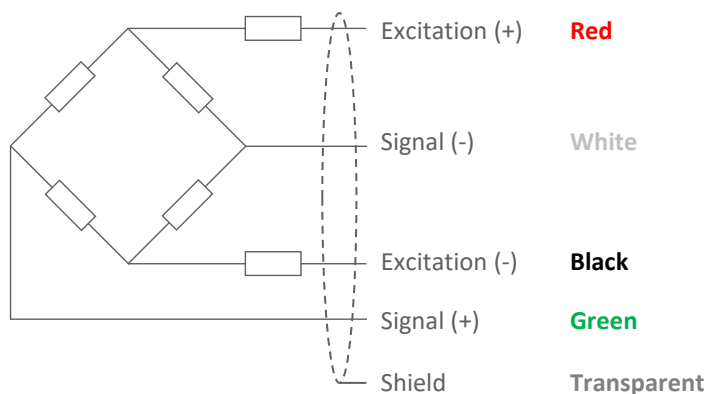 Excitation (+) Red
Signal (-) White
Excitation (-) Black
Signal (+) Green
Shield Transparent